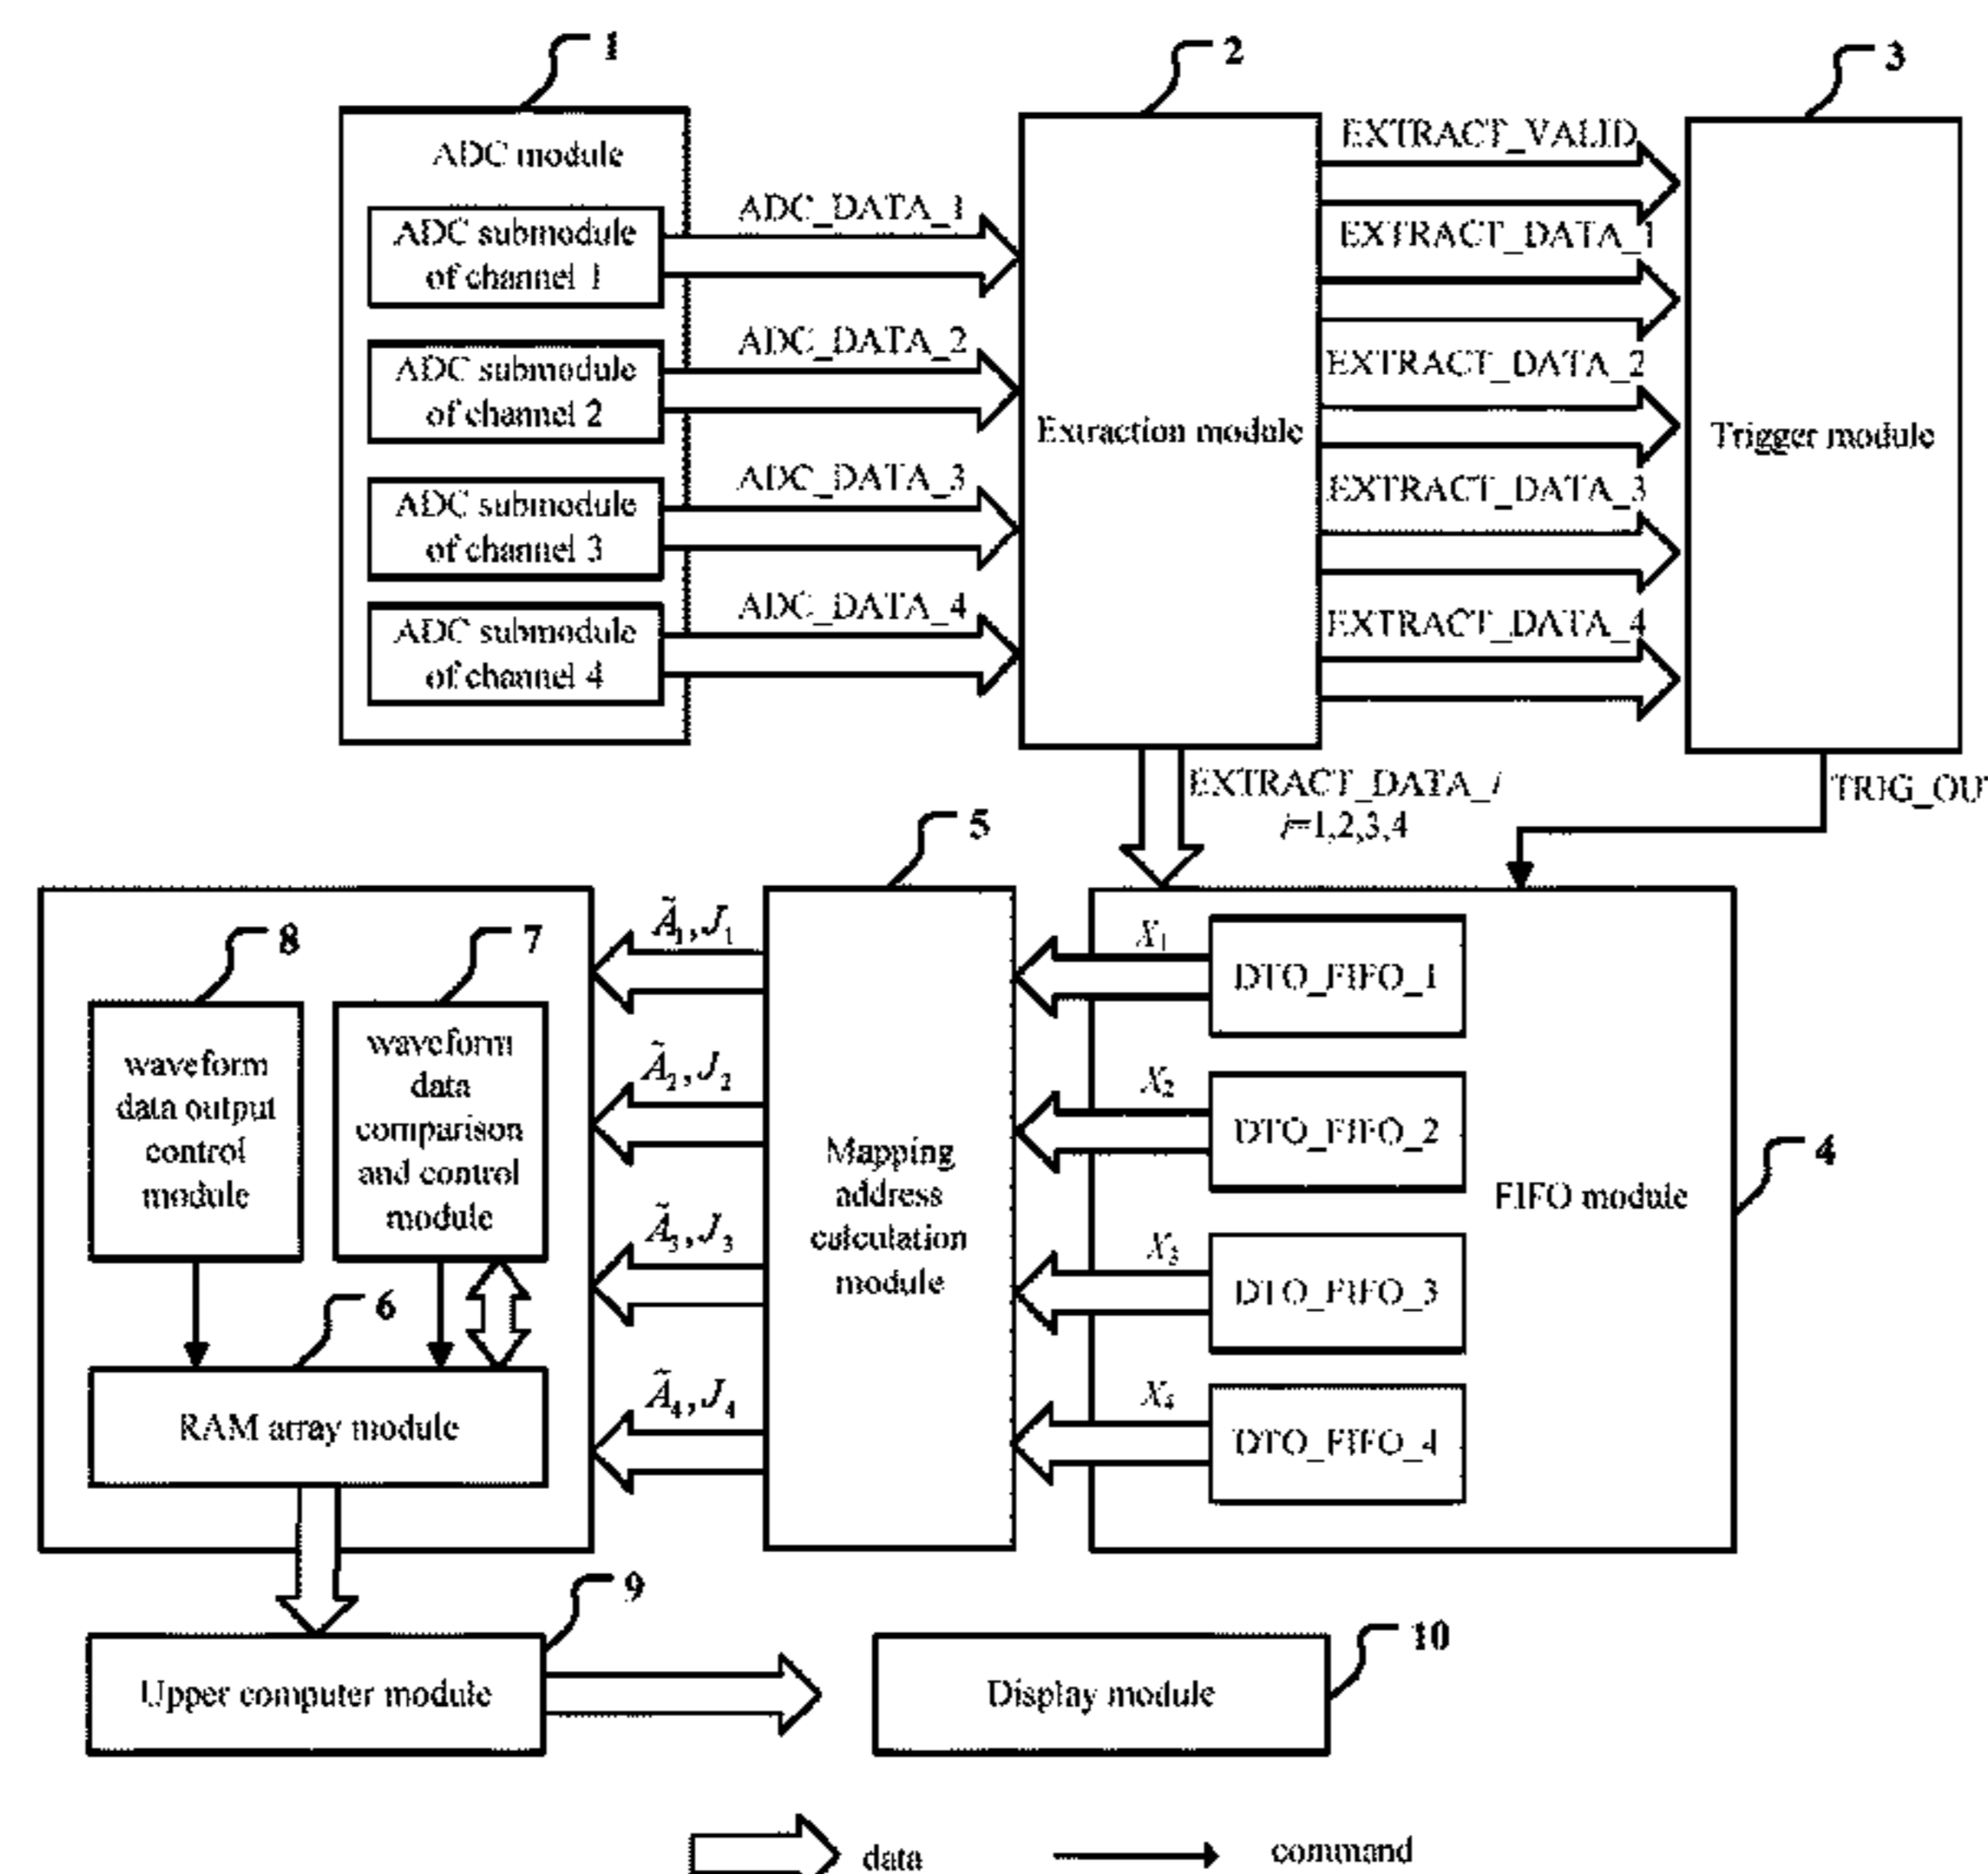 1
2
3
ADC module
ADC submodule
of channel 1
ADC submodule
of channel 2
ADC submodule
of channel 3
ADC submodule
of channel 4
ADC_DATA_1
ADC_DATA_2
ADC_DATA_3
ADC_DATA_4
Extraction module
EXTRACT_VALID
EXTRACT_DATA_1
EXTRACT_DATA_2
EXTRACT_DATA_3
EXTRACT_DATA_4
Trigger module
EXTRACT_DATA_i
i=1,2,3,4
TRIG_OU
5
8
7
waveform
data output
control
module
waveform
data
comparison
and control
module
6
RAM array module
Ã₁, J₁
Ã₂, J₂
Ã₃, J₃
Ã₄, J₄
Mapping
address
calculation
module
X₁
X₂
X₃
X₄
DTO_FIFO_1
DTO_FIFO_2
DTO_FIFO_3
DTO_FIFO_4
FIFO module
4
9
Upper computer module
Display module
10
data
command